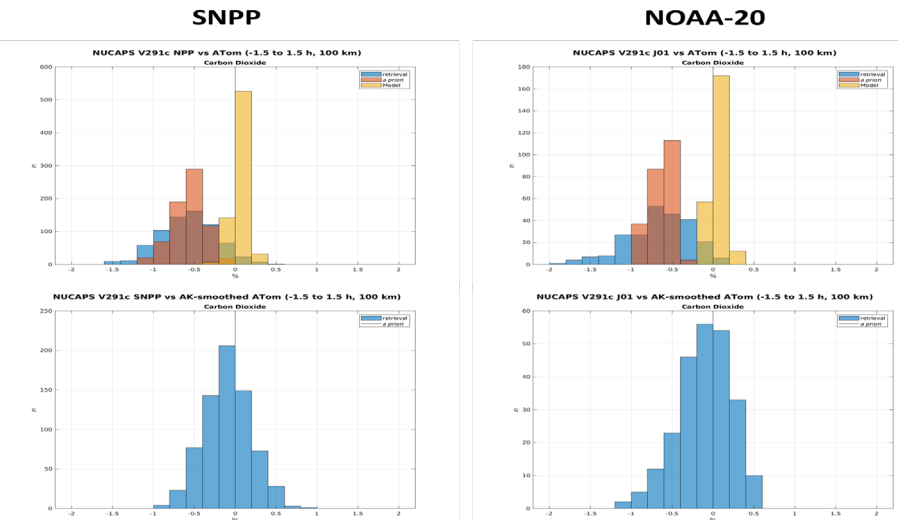 SNPP
NOAA-20
NUCAPS V291c NPP vs ATom (-1.5 to 1.5 h, 100 km)
Carbon Dioxide
600
500
400
300
200
100
0
n
-2 -1.5 -1 -0.5 0 0.5 1 1.5 2
%
retrieval
a priori
Model
NUCAPS V291c J01 vs ATom (-1.5 to 1.5 h, 100 km)
Carbon Dioxide
180
160
140
120
100
80
60
40
20
0
n
-2 -1.5 -1 -0.5 0 0.5 1 1.5 2
%
retrieval
a priori
Model
NUCAPS V291c SNPP vs AK-smoothed ATom (-1.5 to 1.5 h, 100 km)
Carbon Dioxide
250
200
150
100
50
0
n
-2 -1.5 -1 -0.5 0 0.5 1 1.5 2
%
retrieval
a priori
NUCAPS V291c J01 vs AK-smoothed ATom (-1.5 to 1.5 h, 100 km)
Carbon Dioxide
60
50
40
30
20
10
0
n
-2 -1.5 -1 -0.5 0 0.5 1 1.5 2
%
retrieval
a priori